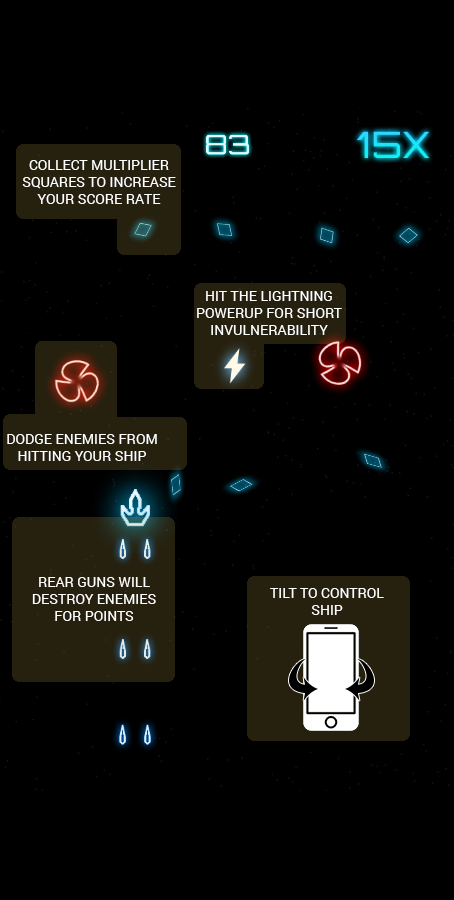 83
15X
COLLECT MULTIPLIER
SQUARES TO INCREASE
YOUR SCORE RATE
HIT THE LIGHTNING
POWERUP FOR SHORT
INVULNERABILITY
DODGE ENEMIES FROM
HITTING YOUR SHIP
REAR GUNS WILL
DESTROY ENEMIES
FOR POINTS
TILT TO CONTROL
SHIP